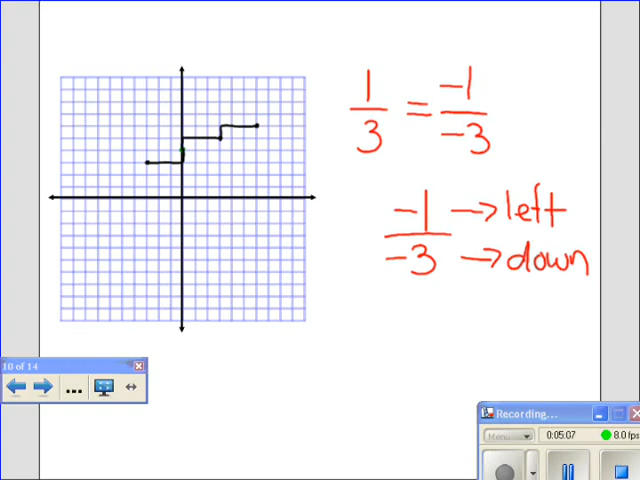 1/3 = -1/-3
-1 → left
-3 → down
10 of 14
...
Recording...
Menu
0:05:07
8.0 fps